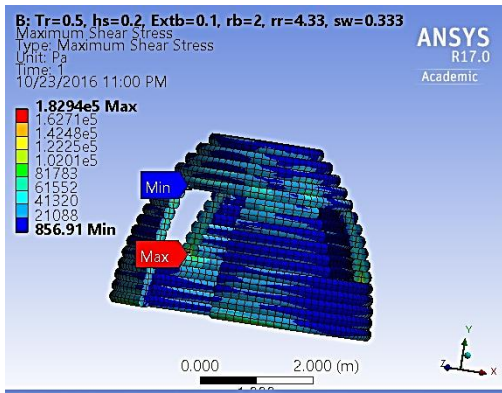 B: Tr=0.5, hs=0.2, Extb=0.1, rb=2, rr=4.33, sw=0.333
Maximum Shear Stress
Type: Maximum Shear Stress
Unit: Pa
Time: 1
10/23/2016 11:00 PM
ANSYS
R17.0
Academic
1.8294e5 Max
1.6271e5
1.4248e5
1.2225e5
1.0201e5
81783
61552
41320
21088
856.91 Min
Min
Max
0.000 2.000 (m)
1.000
Y
Z X